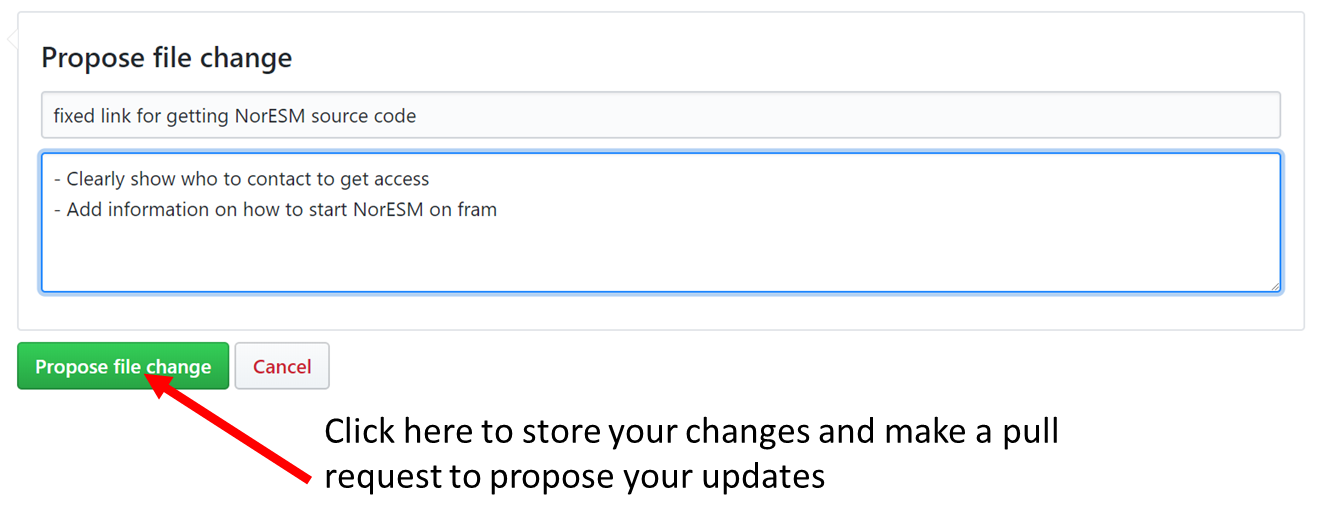 Propose file change
fixed link for getting NorESM source code
- Clearly show who to contact to get access
- Add information on how to start NorESM on fram
Propose file change
Cancel
Click here to store your changes and make a pull
request to propose your updates